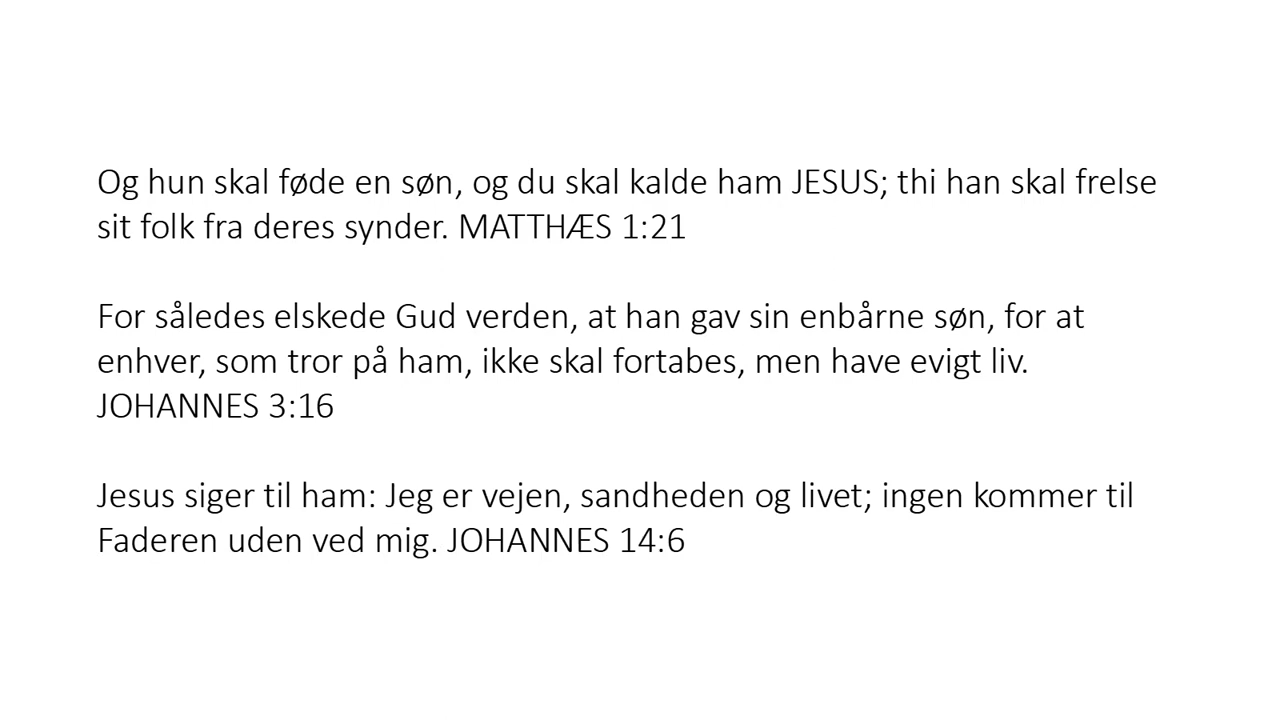 Og hun skal føde en søn, og du skal kalde ham JESUS; thi han skal frelse
sit folk fra deres synder. MATTHÆS 1:21
For således elskede Gud verden, at han gav sin enbårne søn, for at
enhver, som tror på ham, ikke skal fortabes, men have evigt liv.
JOHANNES 3:16
Jesus siger til ham: Jeg er vejen, sandheden og livet; ingen kommer til
Faderen uden ved mig. JOHANNES 14:6